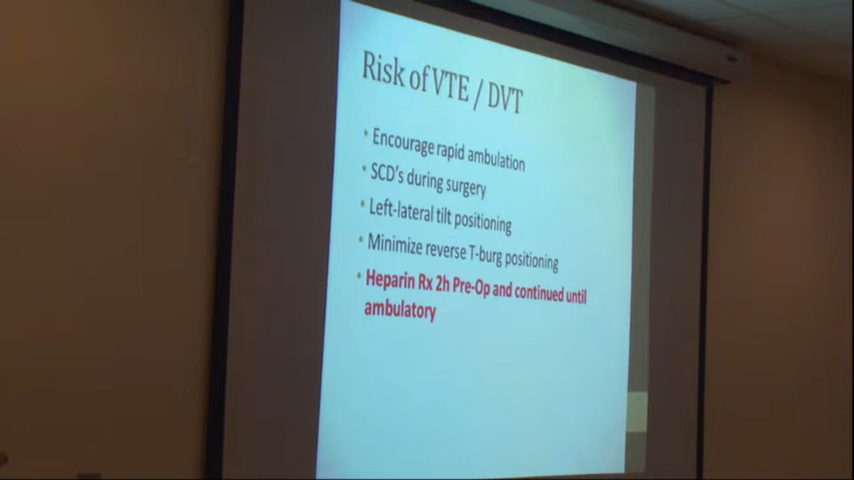 Risk of VTE / DVT
• Encourage rapid ambulation
• SCD's during surgery
• Left-lateral tilt positioning
• Minimize reverse T-burg positioning
• Heparin Rx 2h Pre-Op and continued until
ambulatory